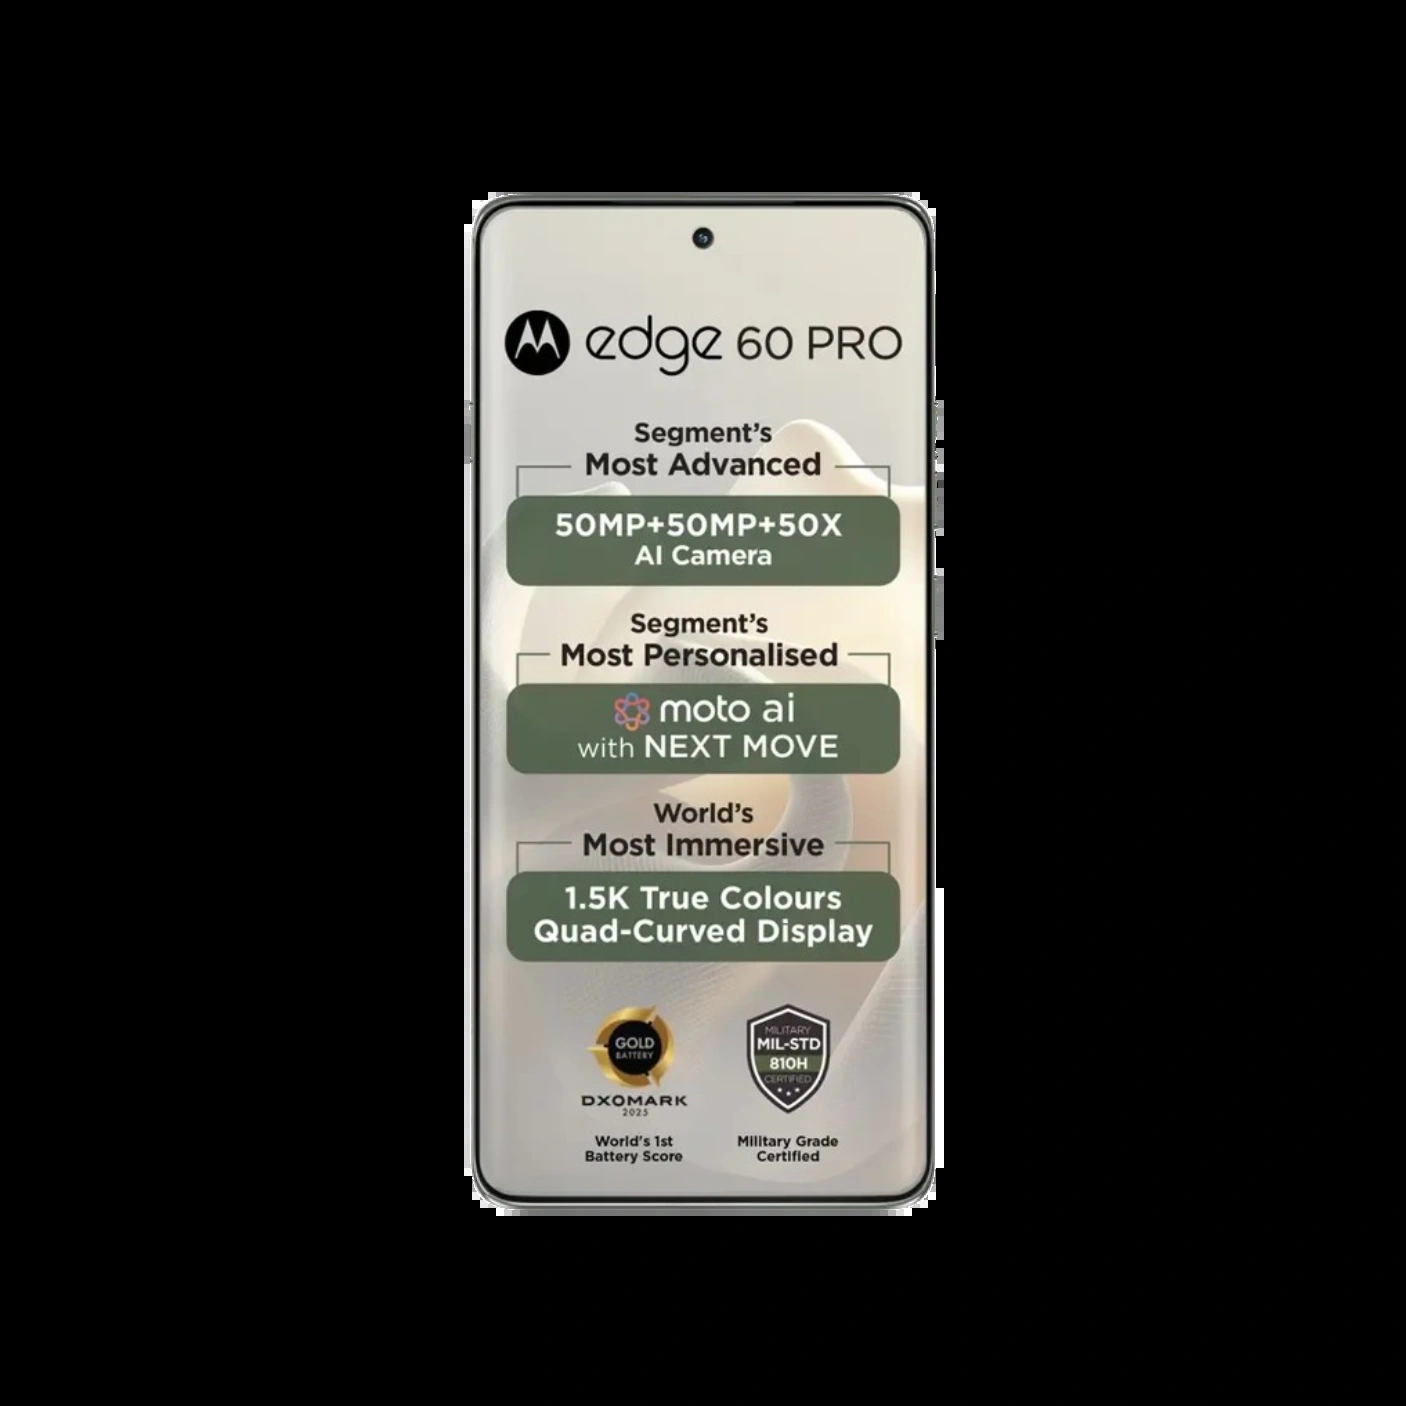 edge 60 PRO
Segment's
Most Advanced
50MP+50MP+50X
AI Camera
Segment's
Most Personalised
moto ai
with NEXT MOVE
World's
Most Immersive
1.5K True Colours
Quad-Curved Display
GOLD
BATTERY
DXOMARK
2025
World's 1st
Battery Score
MILITARY
MIL-STD
810H
CERTIFIED
Military Grade
Certified